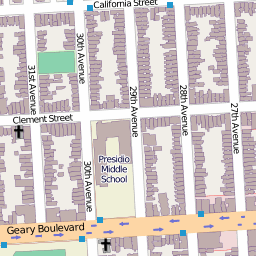 California Street
30th Avenue
31st Avenue
29th Avenue
28th Avenue
27th Avenue
Clement Street
Presidio
Middle
School
30th Avenue
Geary Boulevard